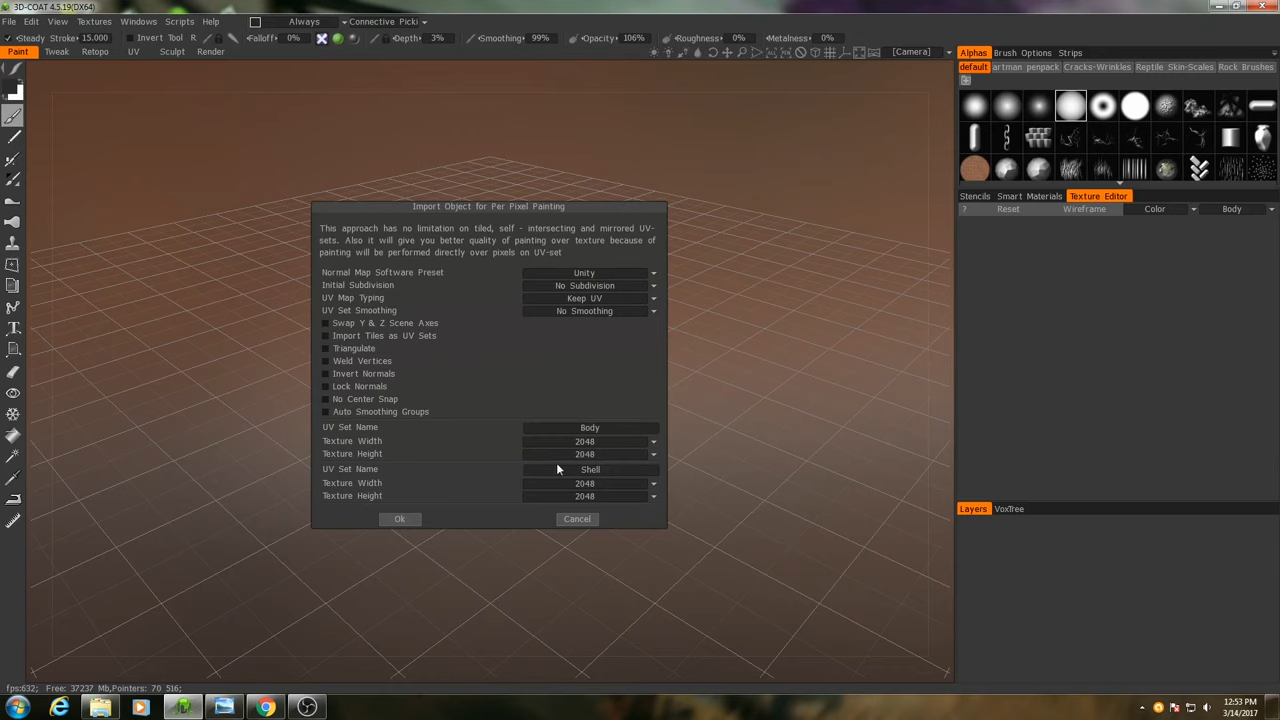 3D-COAT 4.5.19(DX64)
File Edit View Textures Windows Scripts Help Always Connective Picki
Steady Stroke 15.000 Invert Tool R Falloff 0% Depth 3% Smoothing 99% Opacity 106% Roughness 0% Metalness 0%
Paint Tweak Retopo UV Sculpt Render [Camera] Alphas Brush Options Strips
default artman penpack Cracks-Wrinkles Reptile Skin-Scales Rock Brushes
Stencils Smart Materials Texture Editor
? Reset Wireframe Color Body
Import Object for Per Pixel Painting
This approach has no limitation on tiled, self - intersecting and mirrored UV-
sets. Also it will give you better quality of painting over texture because of
painting will be performed directly over pixels on UV-set
Normal Map Software Preset Unity
Initial Subdivision No Subdivision
UV Map Typing Keep UV
UV Set Smoothing No Smoothing
Swap Y & Z Scene Axes
Import Tiles as UV Sets
Triangulate
Weld Vertices
Invert Normals
Lock Normals
No Center Snap
Auto Smoothing Groups
UV Set Name Body
Texture Width 2048
Texture Height 2048
UV Set Name Shell
Texture Width 2048
Texture Height 2048
Ok Cancel
Layers VoxTree
fps:632; Free: 37237 Mb,Pointers: 70 516;
12:53 PM
3/14/2017